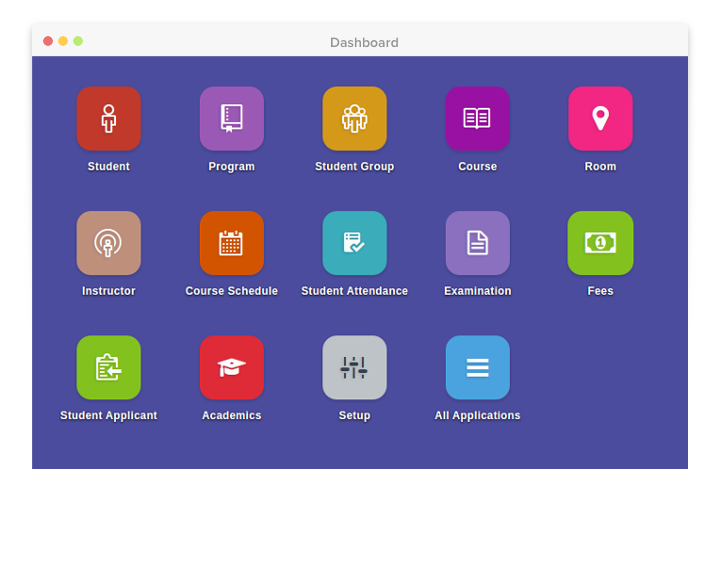 Dashboard
Student
Program
Student Group
Course
Room
Instructor
Course Schedule
Student Attendance
Examination
1
Fees
Student Applicant
Academics
Setup
All Applications